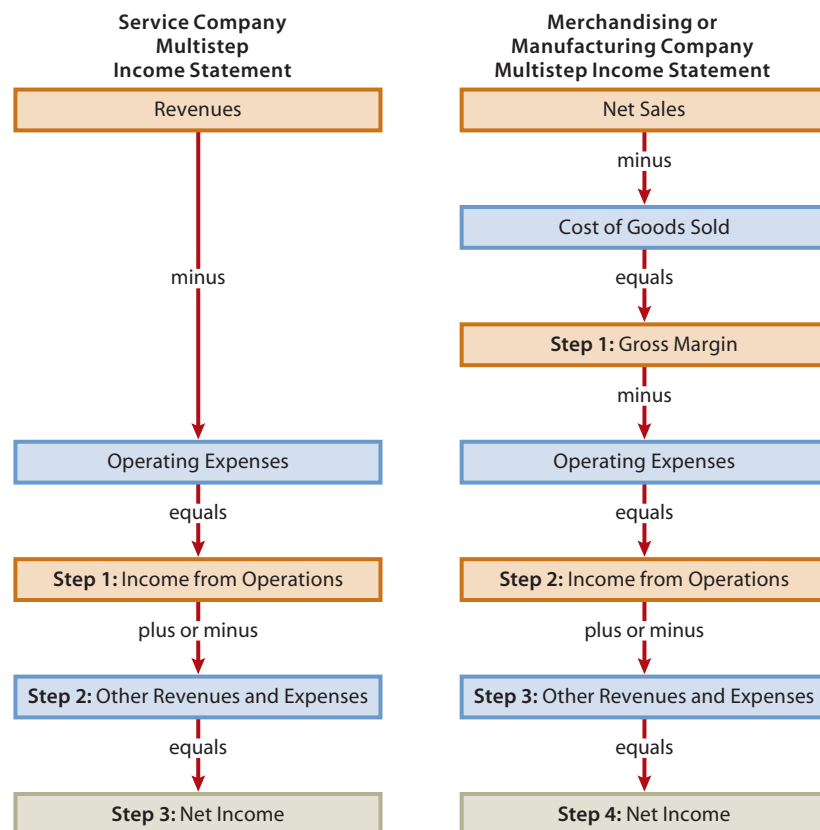 Service Company
Multistep
Income Statement
Revenues
minus
Operating Expenses
equals
Step 1: Income from Operations
plus or minus
Step 2: Other Revenues and Expenses
equals
Step 3: Net Income
Merchandising or
Manufacturing Company
Multistep Income Statement
Net Sales
minus
Cost of Goods Sold
equals
Step 1: Gross Margin
minus
Operating Expenses
equals
Step 2: Income from Operations
plus or minus
Step 3: Other Revenues and Expenses
equals
Step 4: Net Income